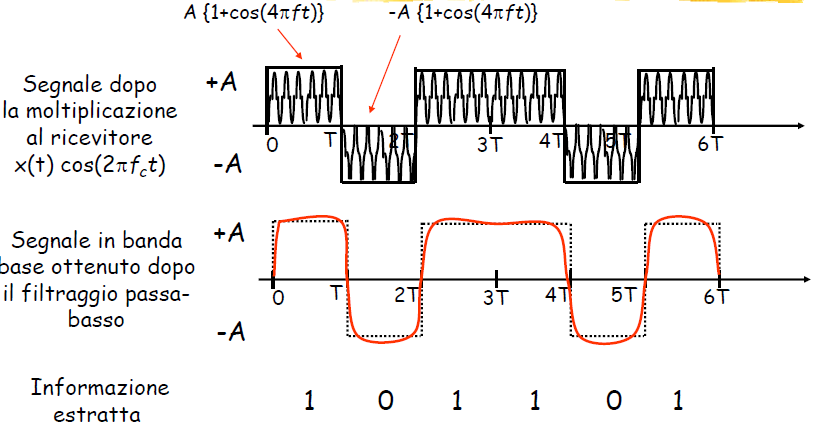 A {1+cos(4πft)}
-A {1+cos(4πft)}
Segnale dopo
la moltiplicazione
al ricevitore
x(t) cos(2πf_ct)
+A
-A
0 T 2T 3T 4T 5T 6T
Segnale in banda
base ottenuto dopo
il filtraggio passa-
basso
+A
-A
0 T 2T 3T 4T 5T 6T
Informazione
estratta
1 0 1 1 0 1